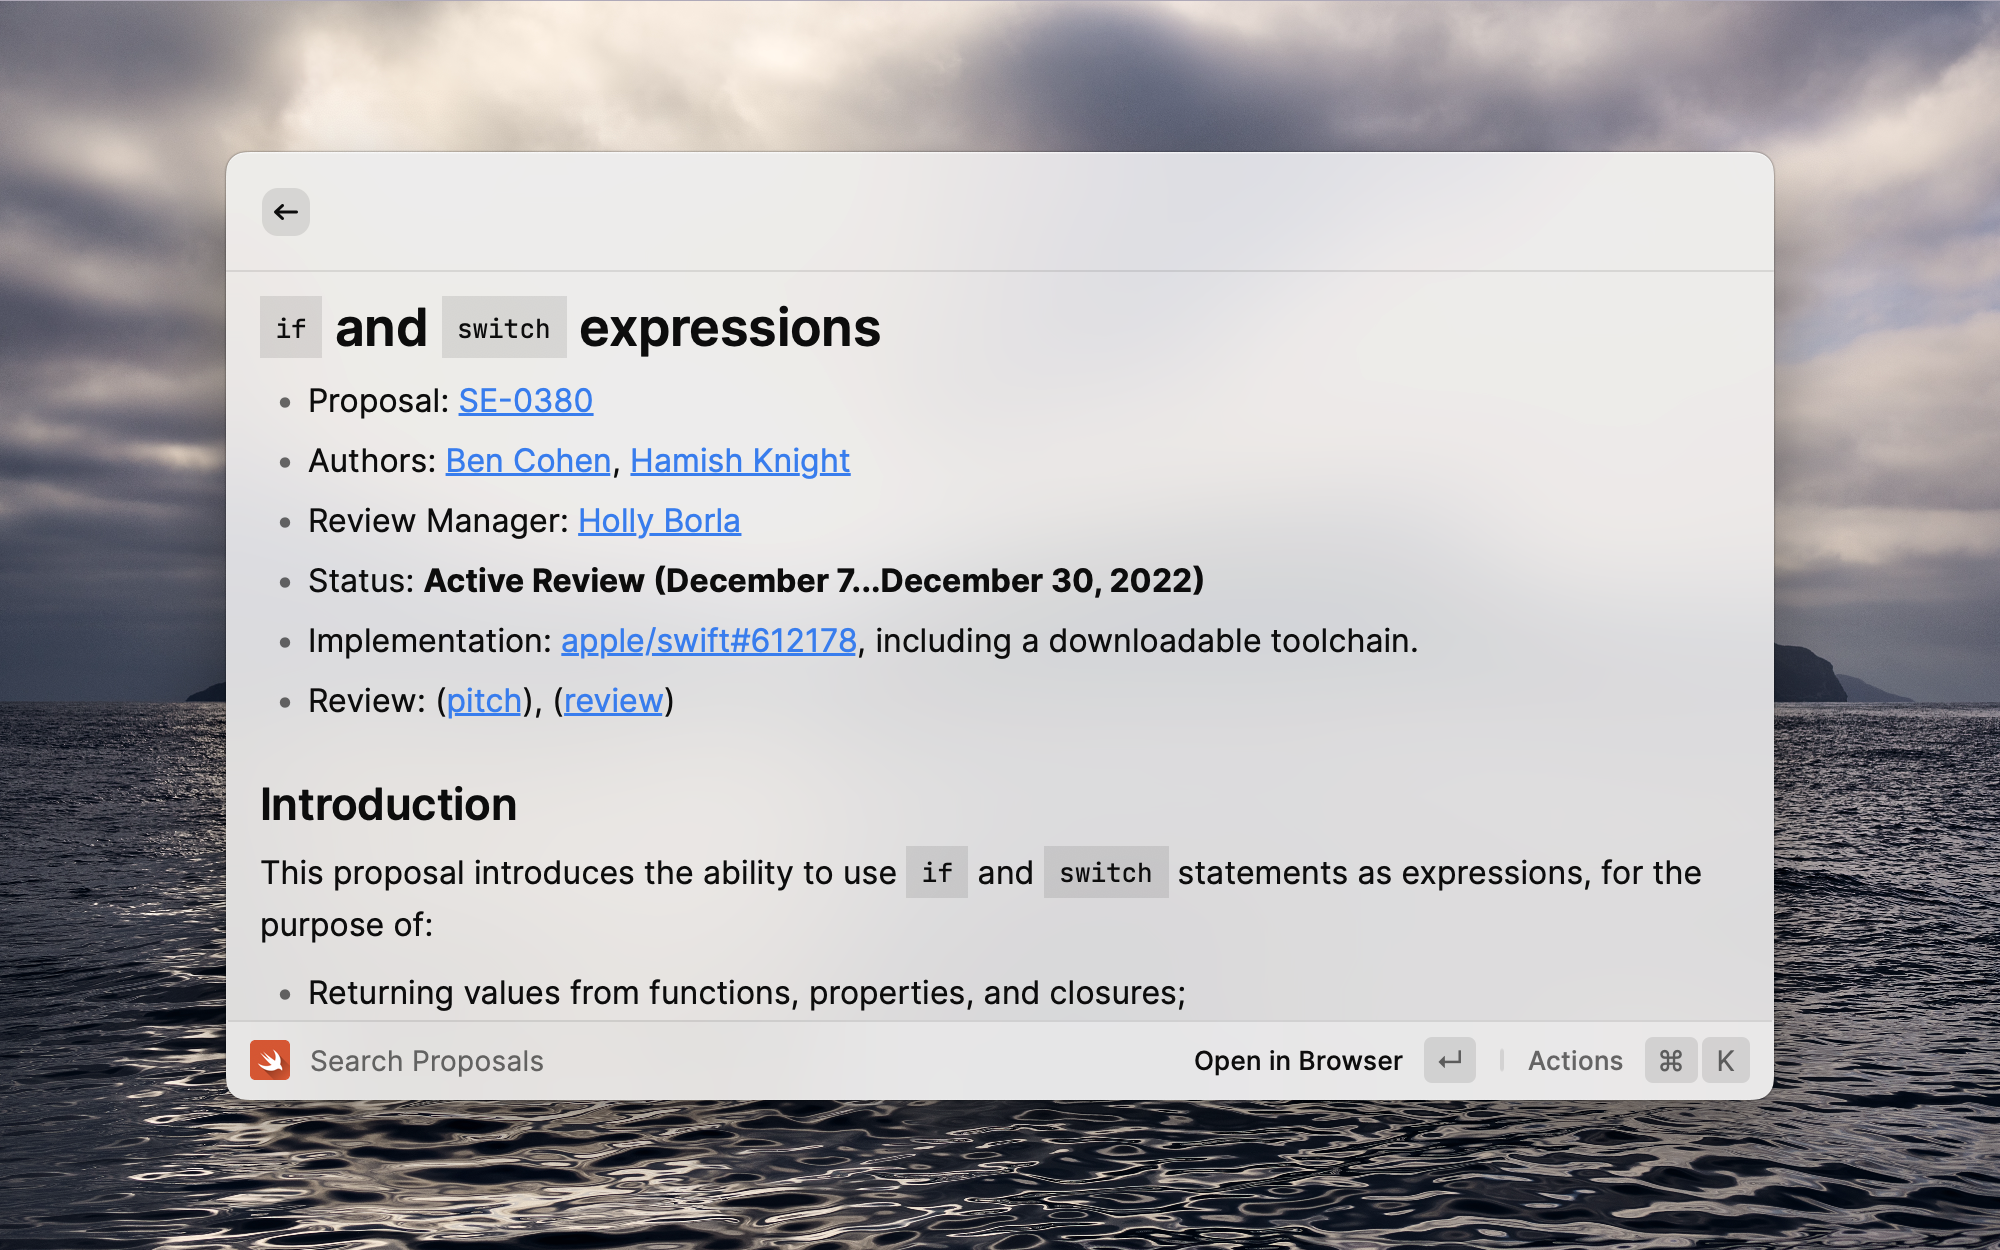 if and switch expressions
• Proposal: SE-0380
• Authors: Ben Cohen, Hamish Knight
• Review Manager: Holly Borla
• Status: Active Review (December 7...December 30, 2022)
• Implementation: apple/swift#612178, including a downloadable toolchain.
• Review: (pitch), (review)
Introduction
This proposal introduces the ability to use if and switch statements as expressions, for the
purpose of:
• Returning values from functions, properties, and closures;
Search Proposals Open in Browser ↵ Actions ⌘ K